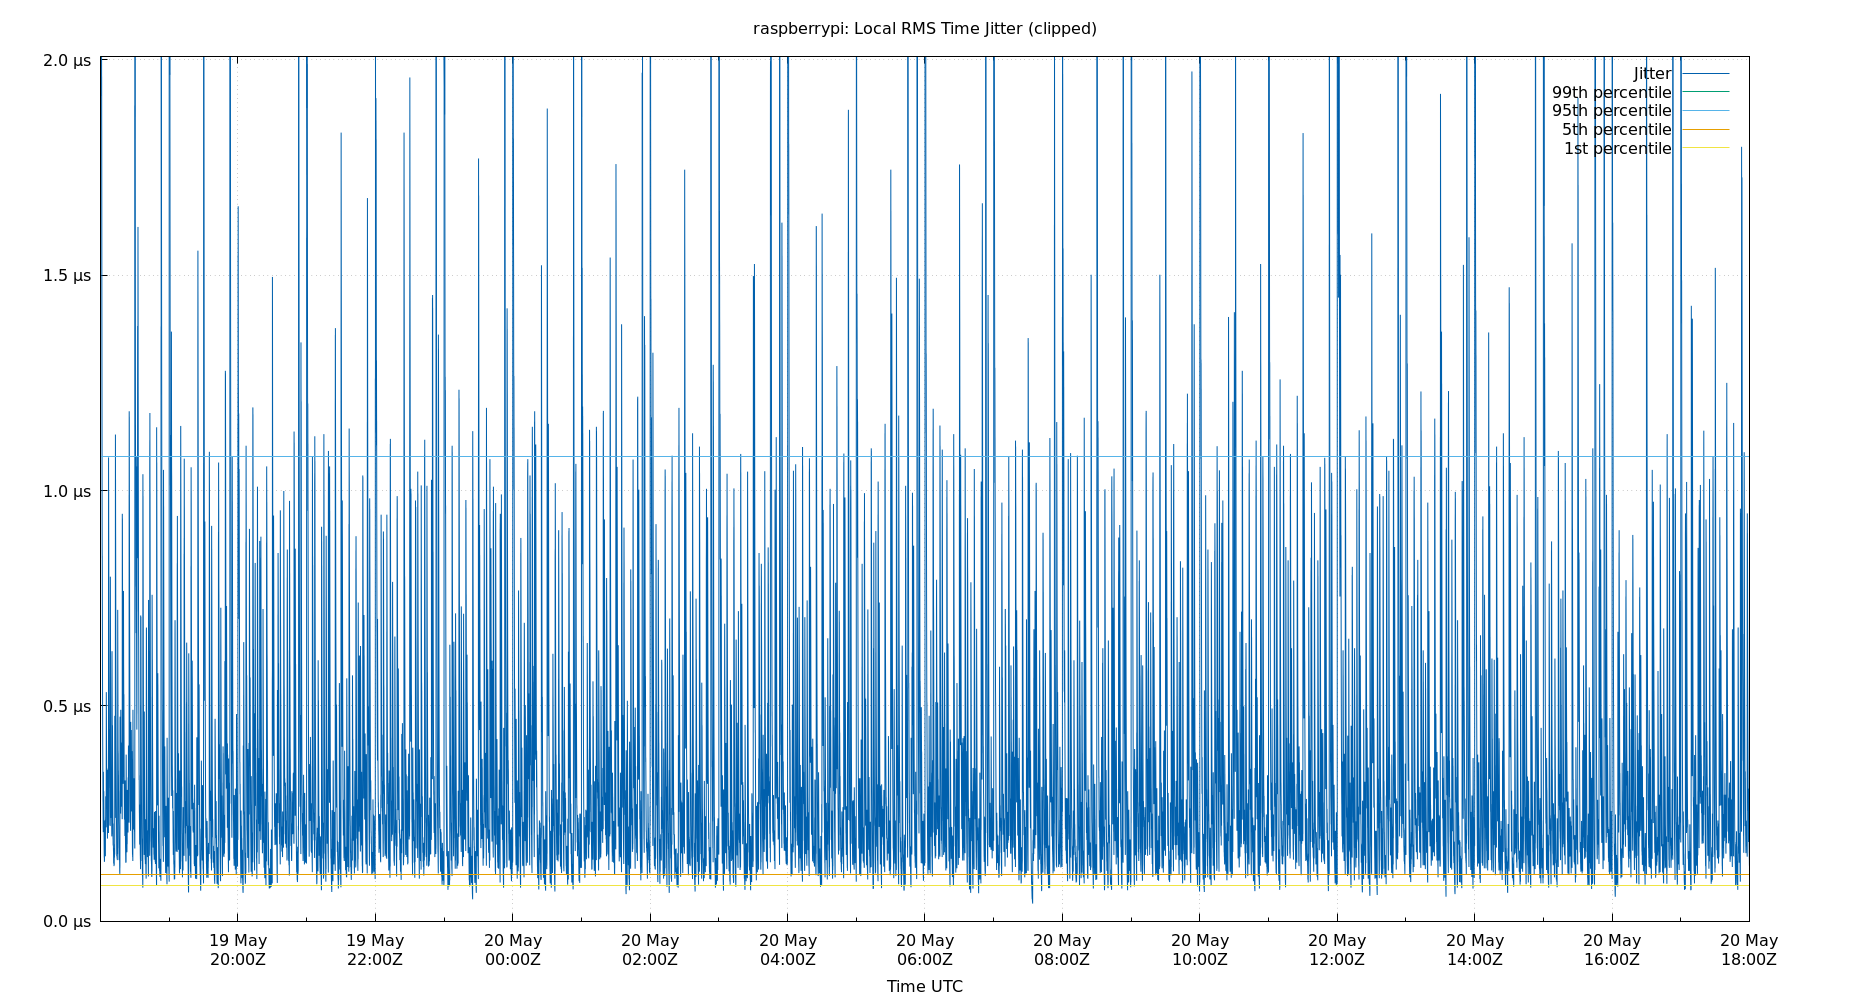 raspberrypi: Local RMS Time Jitter (clipped)
2.0 µs
1.5 µs
1.0 µs
0.5 µs
0.0 µs
Jitter
99th percentile
95th percentile
5th percentile
1st percentile
19 May 20:00Z
19 May 22:00Z
20 May 00:00Z
20 May 02:00Z
20 May 04:00Z
20 May 06:00Z
20 May 08:00Z
20 May 10:00Z
20 May 12:00Z
20 May 14:00Z
20 May 16:00Z
20 May 18:00Z
Time UTC